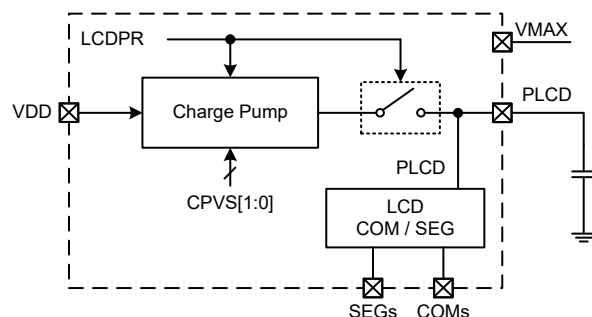 LCDPR
VMAX
VDD
Charge Pump
PLCD
PLCD
CPVS[1:0]
LCD
COM / SEG
SEGs
COMs